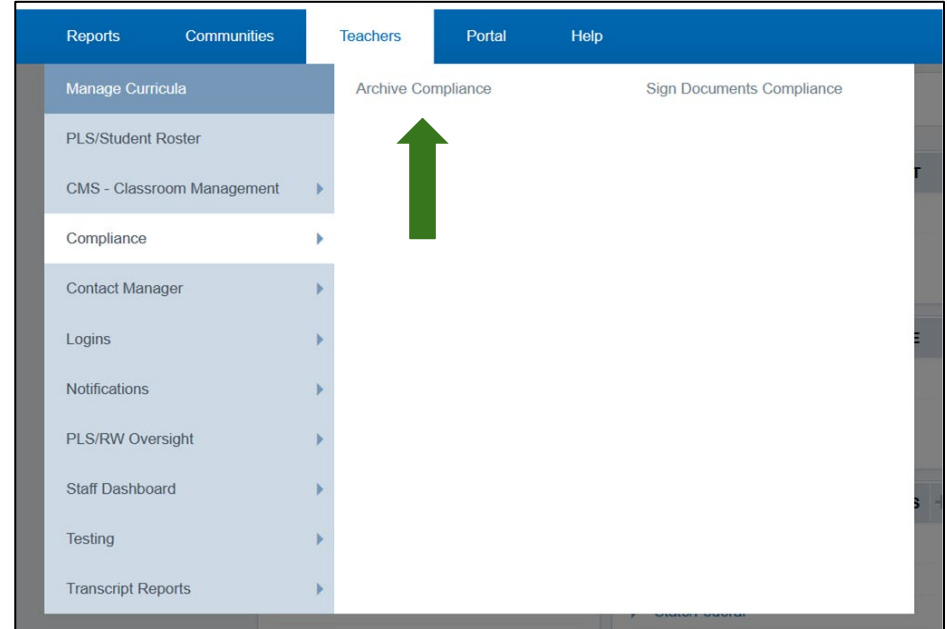 Reports Communities Teachers Portal Help
Manage Curricula
Archive Compliance
Sign Documents Compliance
PLS/Student Roster
CMS - Classroom Management
Compliance
Contact Manager
Logins
Notifications
PLS/RW Oversight
Staff Dashboard
Testing
Transcript Reports